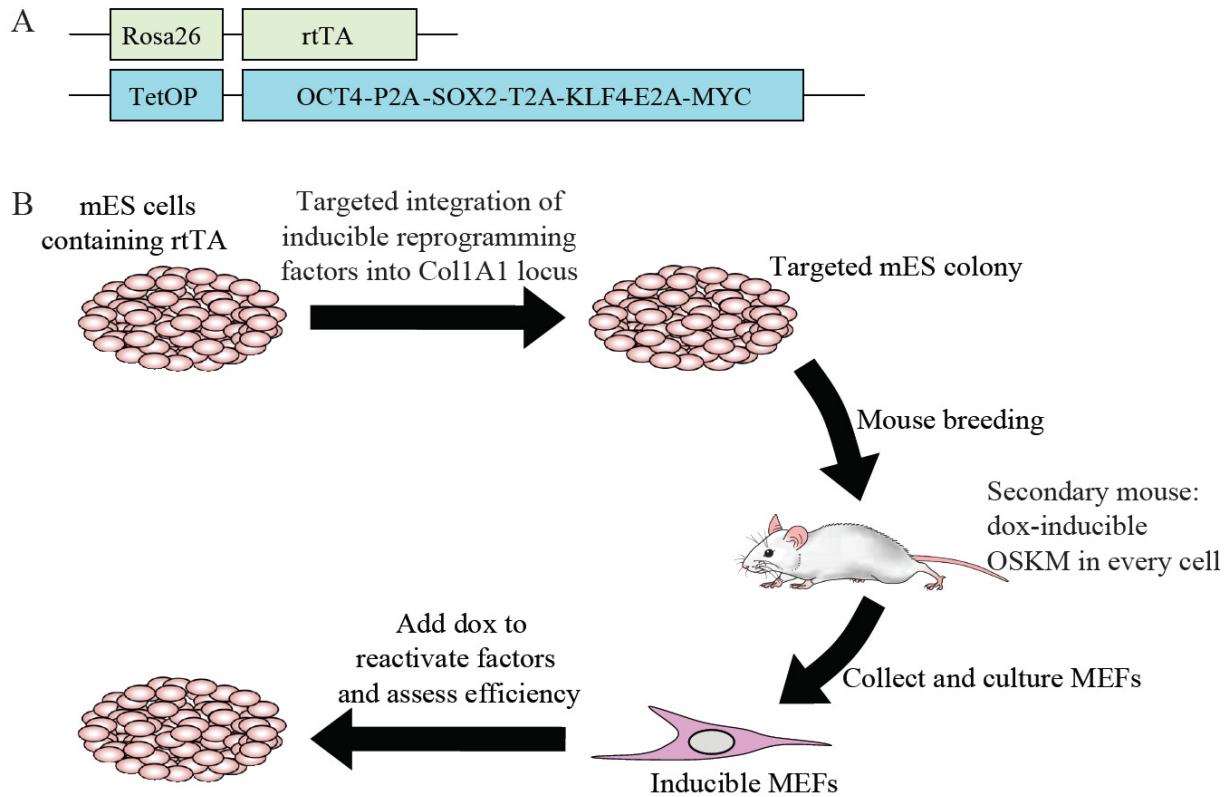 A
Rosa26
rtTA
TetOP
OCT4-P2A-SOX2-T2A-KLF4-E2A-MYC
B
mES cells
containing rtTA
Targeted integration of
inducible reprogramming
factors into Col1A1 locus
Targeted mES colony
Mouse breeding
Secondary mouse:
dox-inducible
OSKM in every cell
Collect and culture MEFs
Inducible MEFs
Add dox to
reactivate factors
and assess efficiency